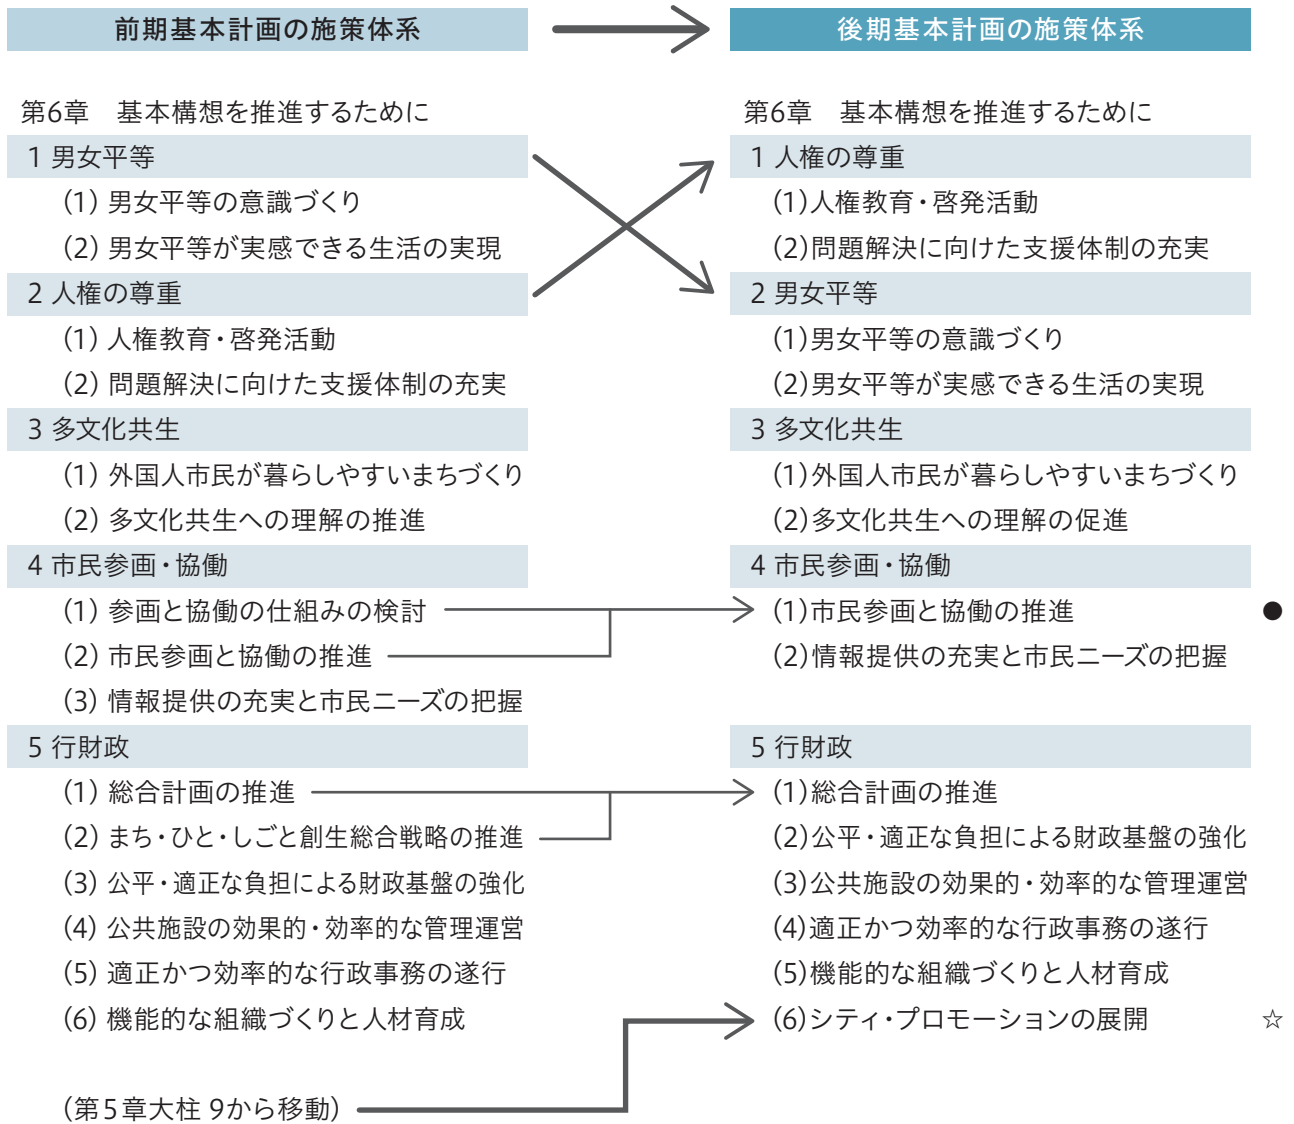 前期基本計画の施策体系
第6章　基本構想を推進するために
1 男女平等
(1) 男女平等の意識づくり
(2) 男女平等が実感できる生活の実現
2 人権の尊重
(1) 人権教育・啓発活動
(2) 問題解決に向けた支援体制の充実
3 多文化共生
(1) 外国人市民が暮らしやすいまちづくり
(2) 多文化共生への理解の推進
4 市民参画・協働
(1) 参画と協働の仕組みの検討
(2) 市民参画と協働の推進
(3) 情報提供の充実と市民ニーズの把握
5 行財政
(1) 総合計画の推進
(2) まち・ひと・しごと創生総合戦略の推進
(3) 公平・適正な負担による財政基盤の強化
(4) 公共施設の効果的・効率的な管理運営
(5) 適正かつ効率的な行政事務の遂行
(6) 機能的な組織づくりと人材育成
(第5章大柱 9から移動)
後期基本計画の施策体系
第6章　基本構想を推進するために
1 人権の尊重
(1)人権教育・啓発活動
(2)問題解決に向けた支援体制の充実
2 男女平等
(1)男女平等の意識づくり
(2)男女平等が実感できる生活の実現
3 多文化共生
(1)外国人市民が暮らしやすいまちづくり
(2)多文化共生への理解の促進
4 市民参画・協働
(1)市民参画と協働の推進 ●
(2)情報提供の充実と市民ニーズの把握
5 行財政
(1)総合計画の推進
(2)公平・適正な負担による財政基盤の強化
(3)公共施設の効果的・効率的な管理運営
(4)適正かつ効率的な行政事務の遂行
(5)機能的な組織づくりと人材育成
(6)シティ・プロモーションの展開 ☆